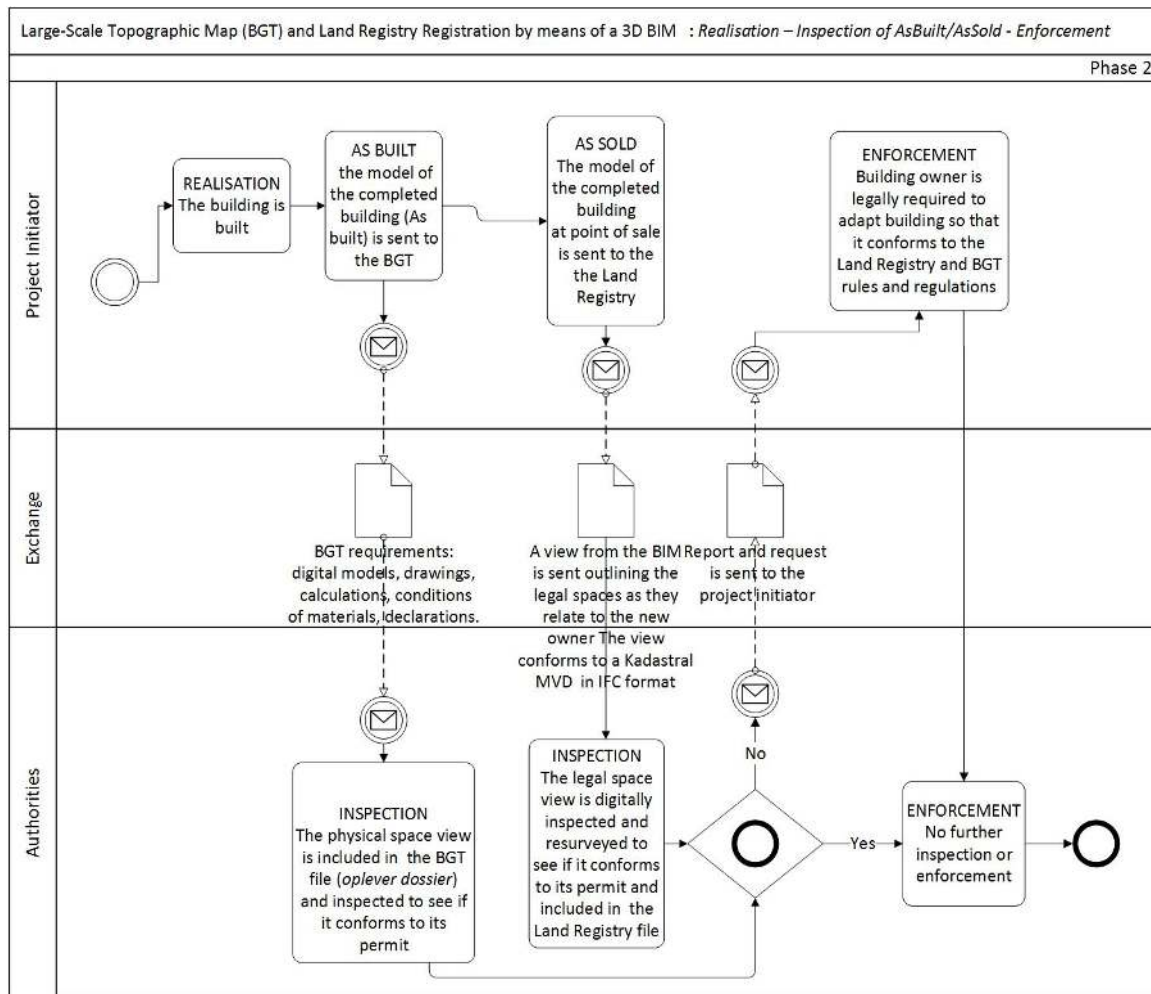 Large-Scale Topographic Map (BGT) and Land Registry Registration by means of a 3D BIM : Realisation – Inspection of AsBuilt/AsSold - Enforcement
Phase 2
Project Initiator
REALISATION
The building is
built
AS BUILT
the model of
the completed
building (As
built) is sent to
the BGT
AS SOLD
The model of
the completed
building
at point of sale
is sent to the
the Land
Registry
ENFORCEMENT
Building owner is
legally required to
adapt building so that
it conforms to the
Land Registry and BGT
rules and regulations
Exchange
BGT requirements:
digital models, drawings,
calculations, conditions
of materials, declarations.
A view from the BIM
is sent outlining the
legal spaces as they
relate to the new
owner The view
conforms to a Kadastral
MVD in IFC format
Report and request
is sent to the
project initiator
Authorities
INSPECTION
The physical space view
is included in the BGT
file (oplever dossier)
and inspected to see if
it conforms to its
permit
INSPECTION
The legal space
view is digitally
inspected and
resurveyed to
see if it conforms
to its permit and
included in the
Land Registry file
No
Yes
ENFORCEMENT
No further
inspection or
enforcement